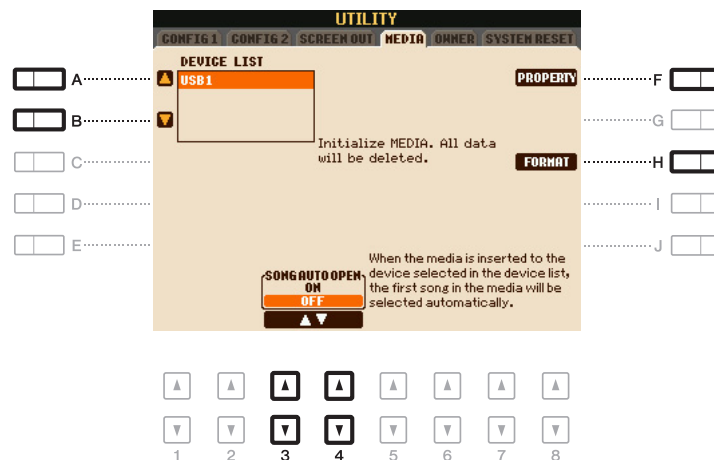 UTILITY
CONFIG 1 CONFIG 2 SCREEN OUT MEDIA OWNER SYSTEM RESET
DEVICE LIST
USB1
PROPERTY
Initialize MEDIA. All data
will be deleted.
FORMAT
When the media is inserted to the
device selected in the device list,
the first song in the media will be
selected automatically.
SONG AUTO OPEN
ON
OFF
A
B
C
D
E
F
G
H
I
J
1 2 3 4 5 6 7 8